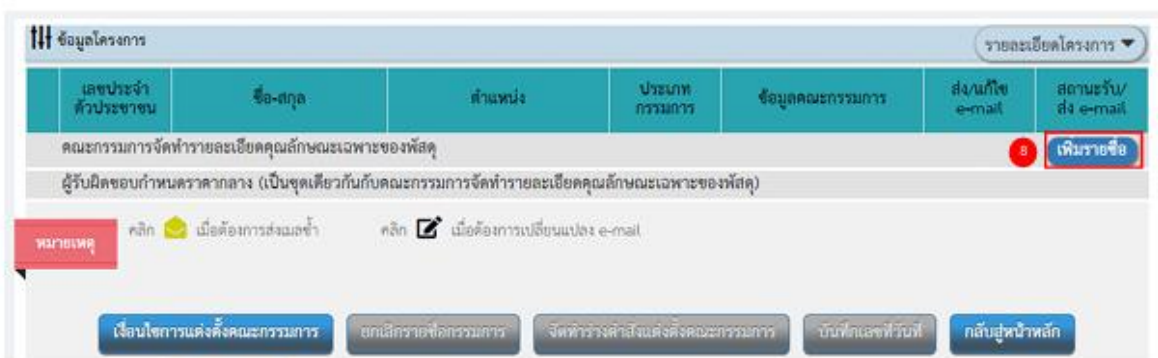 ข้อมูลโครงการ
รายละเอียดโครงการ
เลขประจำ
ตัวประชาชน
ชื่อ-สกุล
ตำแหน่ง
ประเภท
กรรมการ
ข้อมูลคณะกรรมการ
ส่ง/แก้ไข
e-mail
สถานะรับ/
ส่ง e-mail
คณะกรรมการจัดทำรายละเอียดคุณลักษณะเฉพาะของพัสดุ
8 เพิ่มรายชื่อ
ผู้รับผิดชอบกำหนดราคากลาง (เป็นชุดเดียวกันกับคณะกรรมการจัดทำรายละเอียดคุณลักษณะเฉพาะของพัสดุ)
หมายเหตุ
คลิก เมื่อต้องการส่งเมลซ้ำ คลิก เมื่อต้องการเปลี่ยนแปลง e-mail
เงื่อนไขการแต่งตั้งคณะกรรมการ ยกเลิกรายชื่อกรรมการ จัดทำร่างคำสั่งแต่งตั้งคณะกรรมการ บันทึกเลขที่วันที่ กลับสู่หน้าหลัก